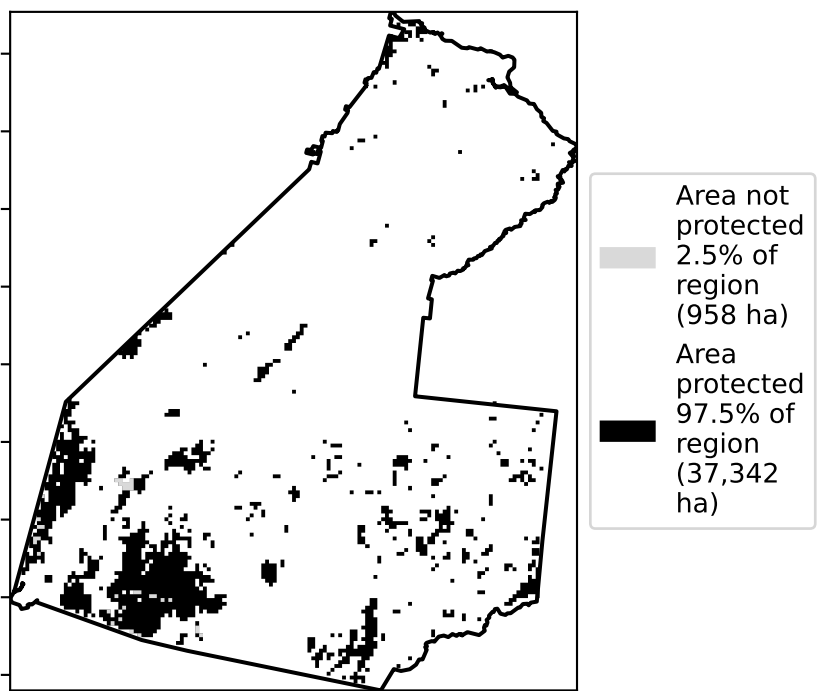 Area not
protected
2.5% of
region
(958 ha)
Area
protected
97.5% of
region
(37,342
ha)